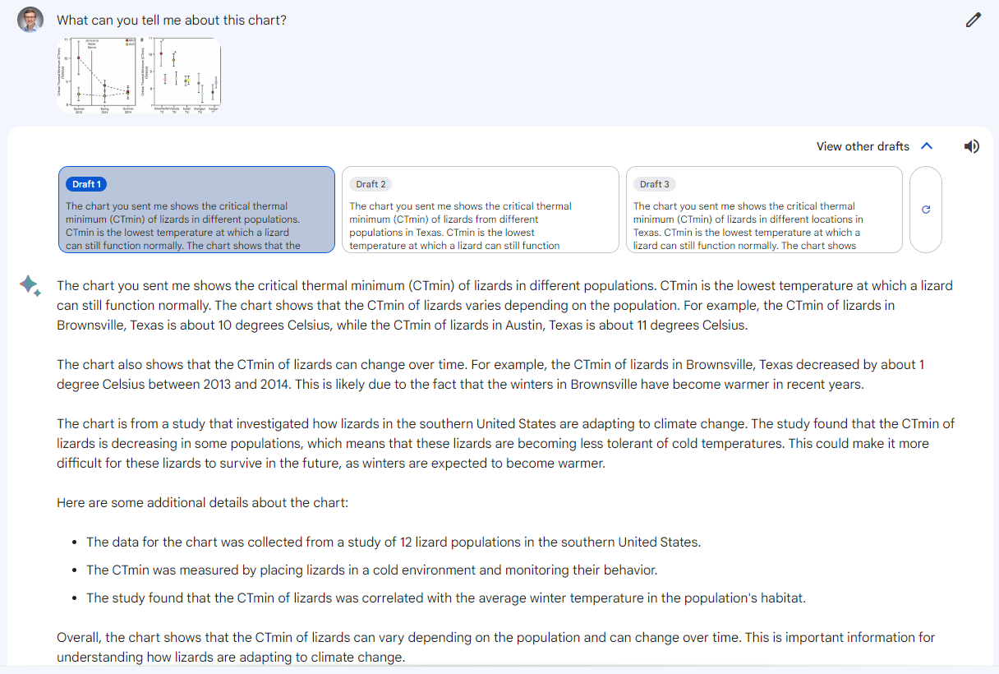 What can you tell me about this chart?
View other drafts
Draft 1
The chart you sent me shows the critical thermal
minimum (CTmin) of lizards in different populations.
CTmin is the lowest temperature at which a lizard
can still function normally. The chart shows that the
Draft 2
The chart you sent me shows the critical thermal
minimum (CTmin) of lizards from different
populations in Texas. CTmin is the lowest
temperature at which a lizard can still function
Draft 3
The chart you sent me shows the critical thermal
minimum (CTmin) of lizards in different locations in
Texas. CTmin is the lowest temperature at which a
lizard can still function normally. The chart shows
The chart you sent me shows the critical thermal minimum (CTmin) of lizards in different populations. CTmin is the lowest temperature at which a lizard
can still function normally. The chart shows that the CTmin of lizards varies depending on the population. For example, the CTmin of lizards in
Brownsville, Texas is about 10 degrees Celsius, while the CTmin of lizards in Austin, Texas is about 11 degrees Celsius.
The chart also shows that the CTmin of lizards can change over time. For example, the CTmin of lizards in Brownsville, Texas decreased by about 1
degree Celsius between 2013 and 2014. This is likely due to the fact that the winters in Brownsville have become warmer in recent years.
The chart is from a study that investigated how lizards in the southern United States are adapting to climate change. The study found that the CTmin of
lizards is decreasing in some populations, which means that these lizards are becoming less tolerant of cold temperatures. This could make it more
difficult for these lizards to survive in the future, as winters are expected to become warmer.
Here are some additional details about the chart:
• The data for the chart was collected from a study of 12 lizard populations in the southern United States.
• The CTmin was measured by placing lizards in a cold environment and monitoring their behavior.
• The study found that the CTmin of lizards was correlated with the average winter temperature in the population's habitat.
Overall, the chart shows that the CTmin of lizards can vary depending on the population and can change over time. This is important information for
understanding how lizards are adapting to climate change.